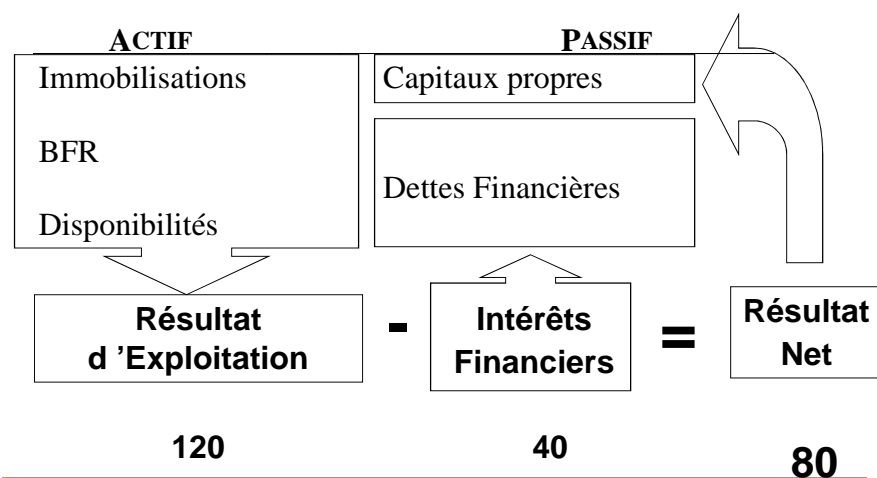 ACTIF
PASSIF
Immobilisations
BFR
Disponibilités
Capitaux propres
Dettes Financières
Résultat
d ’Exploitation
-
Intérêts
Financiers
=
Résultat
Net
120
40
80